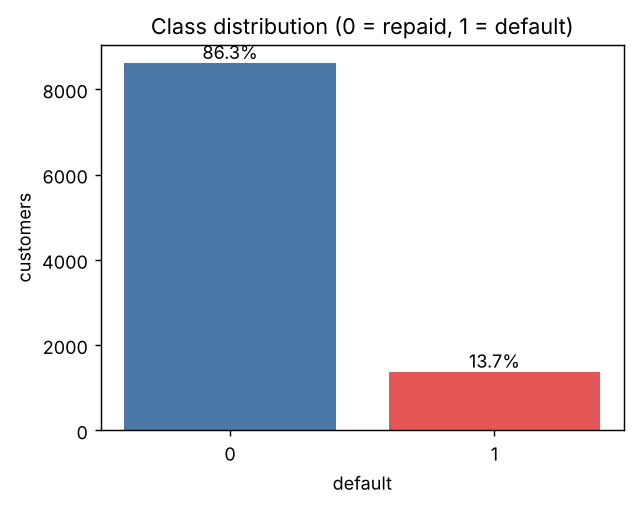 Class distribution (0 = repaid, 1 = default)
86.3%
8000
6000
customers
4000
2000
13.7%
0
0 1
default